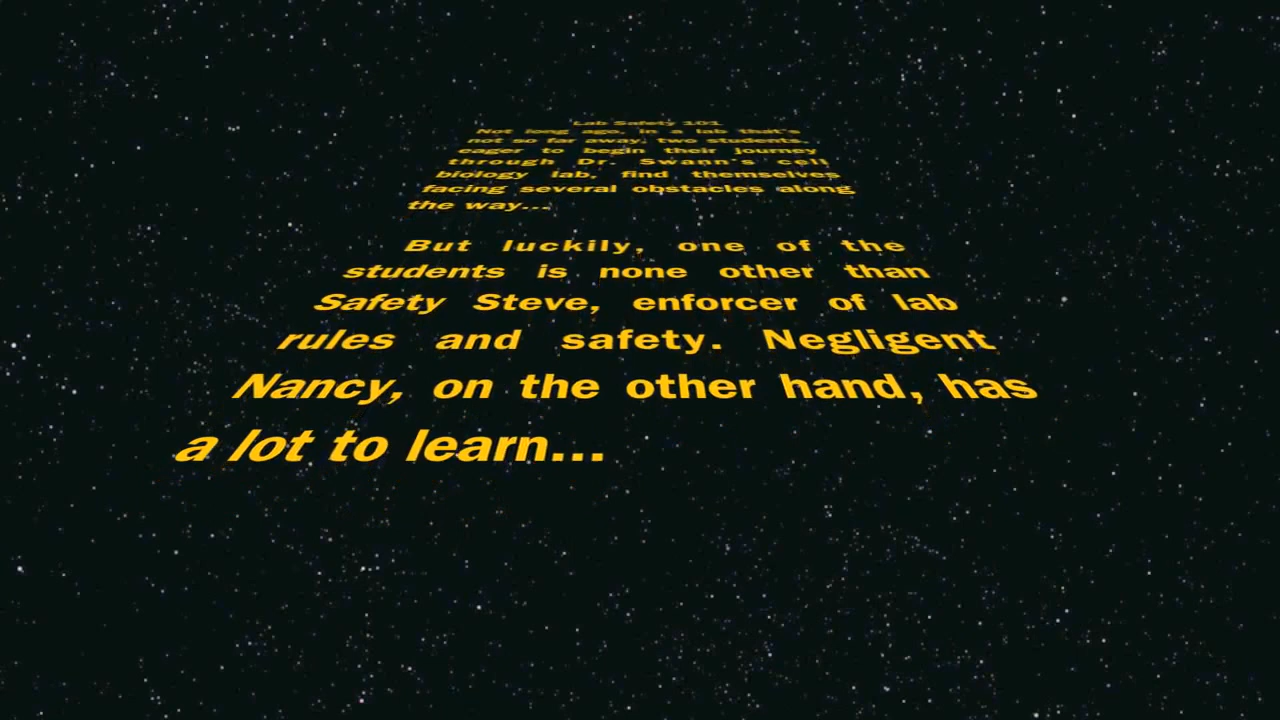 Lab Safety 101
Not long ago, in a lab that's
not so far away, two students,
eager to begin their journey
through Dr. Swann's cell
biology lab, find themselves
facing several obstacles along
the way...
But luckily, one of the
students is none other than
Safety Steve, enforcer of lab
rules and safety. Negligent
Nancy, on the other hand, has
a lot to learn...